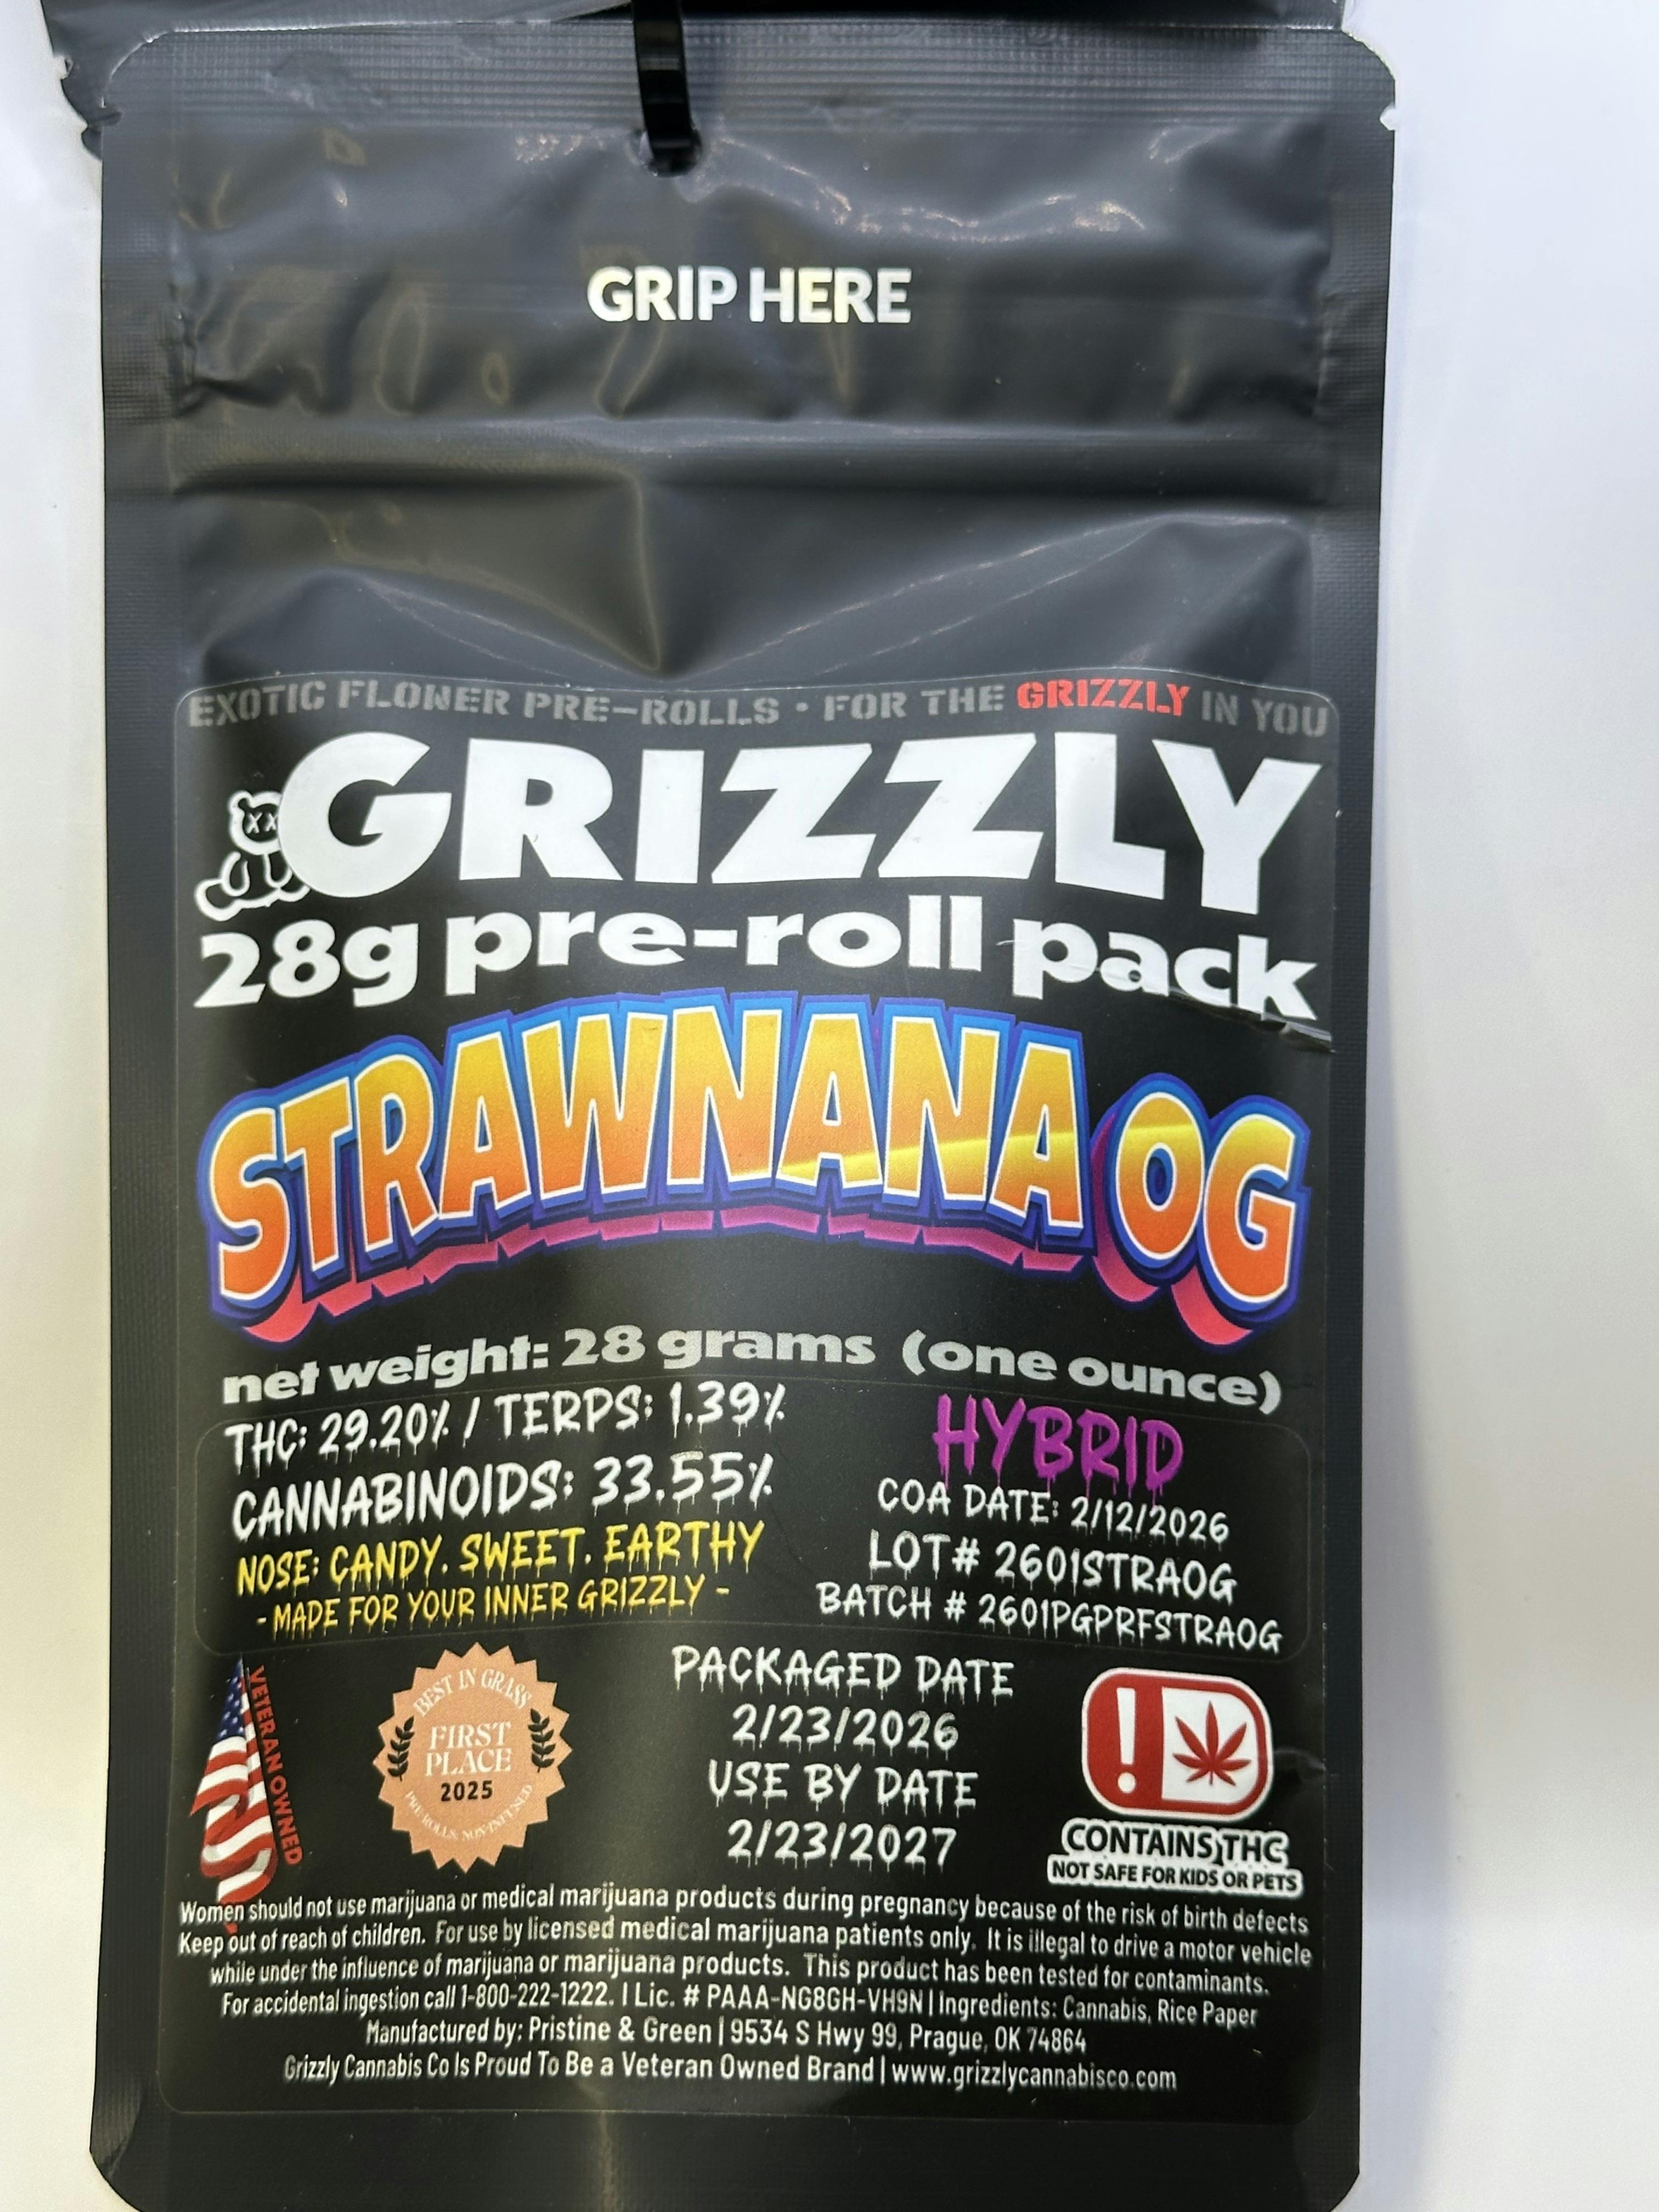 GRIP HERE
EXOTIC FLOWER PRE-ROLLS • FOR THE GRIZZLY IN YOU
GRIZZLY
28g pre-roll pack
STRAWNANA OG
net weight: 28 grams (one ounce)
THC: 29.20% / TERPS: 1.39%
CANNABINOIDS: 33.55%
NOSE: CANDY. SWEET. EARTHY
- MADE FOR YOUR INNER GRIZZLY -
HYBRID
COA DATE: 2/12/2026
LOT# 2601STRAOG
BATCH # 2601PGPRFSTRAOG
VETERAN OWNED
BEST IN GRASS
FIRST
PLACE
2025
PRE-ROLLS: NON-INFUSED
PACKAGED DATE
2/23/2026
USE BY DATE
2/23/2027
!
CONTAINS THC
NOT SAFE FOR KIDS OR PETS
Women should not use marijuana or medical marijuana products during pregnancy because of the risk of birth defects
Keep out of reach of children. For use by licensed medical marijuana patients only. It is illegal to drive a motor vehicle
while under the influence of marijuana or marijuana products. This product has been tested for contaminants.
For accidental ingestion call 1-800-222-1222. | Lic. # PAAA-NG8GH-VH9N | Ingredients: Cannabis, Rice Paper
Manufactured by: Pristine & Green | 9534 S Hwy 99, Prague, OK 74864
Grizzly Cannabis Co Is Proud To Be a Veteran Owned Brand | www.grizzlycannabisco.com